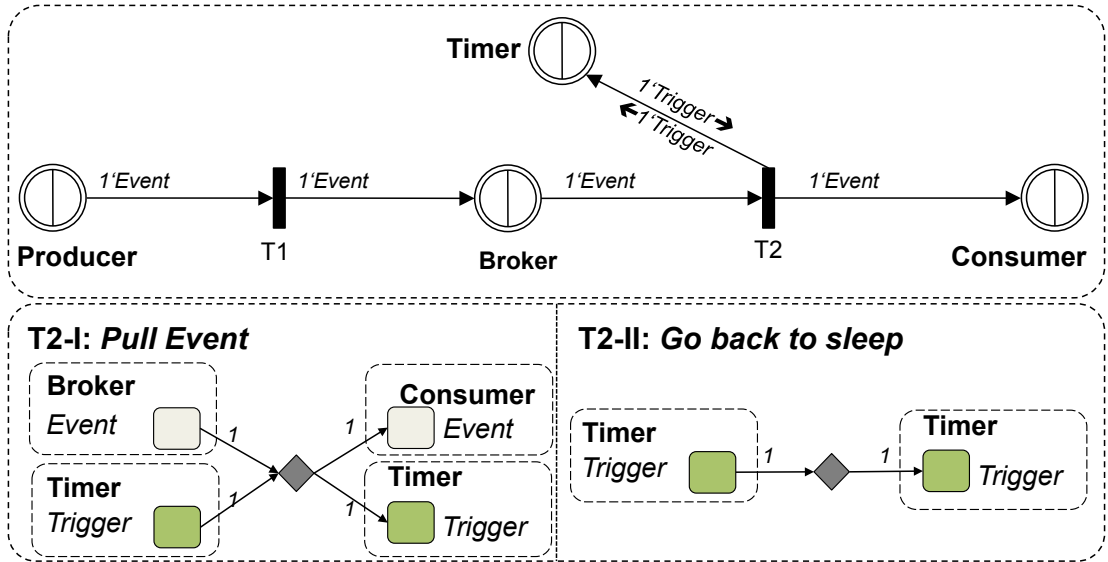 Timer
1‘Trigger
1‘Trigger
1‘Event
1‘Event
1‘Event
1‘Event
Producer
T1
Broker
T2
Consumer
T2-I: Pull Event
Broker
Event
1
Timer
Trigger
1
Consumer
1
Event
Timer
1
Trigger
T2-II: Go back to sleep
Timer
Trigger
1
Timer
1
Trigger